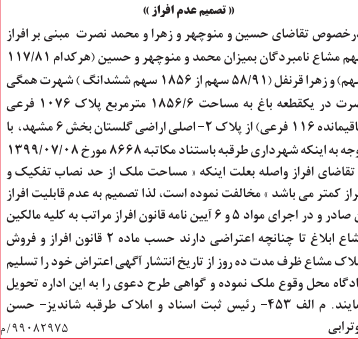 « تصمیم عدم افراز »
درخصوص تقاضای حسین و منوچهر و زهرا و محمد نصرت مبنی بر افراز
سهم مشاع نامبردگان بمیزان محمد و منوچهر و حسین (هرکدام ۱۱۷/۸۱
سهم) و زهرا قرنفل (۵۸/۹۱ سهم از ۱۸۵۶ سهم ششدانگ ) شهرت همگی
نصرت در یکقطعه باغ به مساحت ۱۸۵۶/۶ مترمربع پلاک ۱۰۷۶ فرعی
(باقیمانده ۱۱۶ فرعی) از پلاک ۲-اصلی اراضی گلستان بخش ۶ مشهد، با
توجه به اینکه شهرداری طرقبه باستناد مکاتبه ۸۶۶۸ مورخ ۱۳۹۹/۰۷/۰۸
با تقاضای افراز واصله بعلت اینکه « مساحت ملک از حد نصاب تفکیک و
افراز کمتر می باشد » مخالفت نموده است، لذا تصمیم به عدم قابلیت افراز
صادر و در اجرای مواد ۵ و ۶ آیین نامه قانون افراز مراتب به کلیه مالکین
مشاع ابلاغ تا چنانچه اعتراضی دارند حسب ماده ۲ قانون افراز و فروش
املاک مشاع ظرف مدت ده روز از تاریخ انتشار آگهی اعتراض خود را تسلیم
دادگاه محل وقوع ملک نموده و گواهی طرح دعوی را به این اداره تحویل
نمایند. م الف ۴۵۳- رئیس ثبت اسناد و املاک طرقبه شاندیز- حسن
ابوترابی
۹۹۰۸۲۹۷۵/م